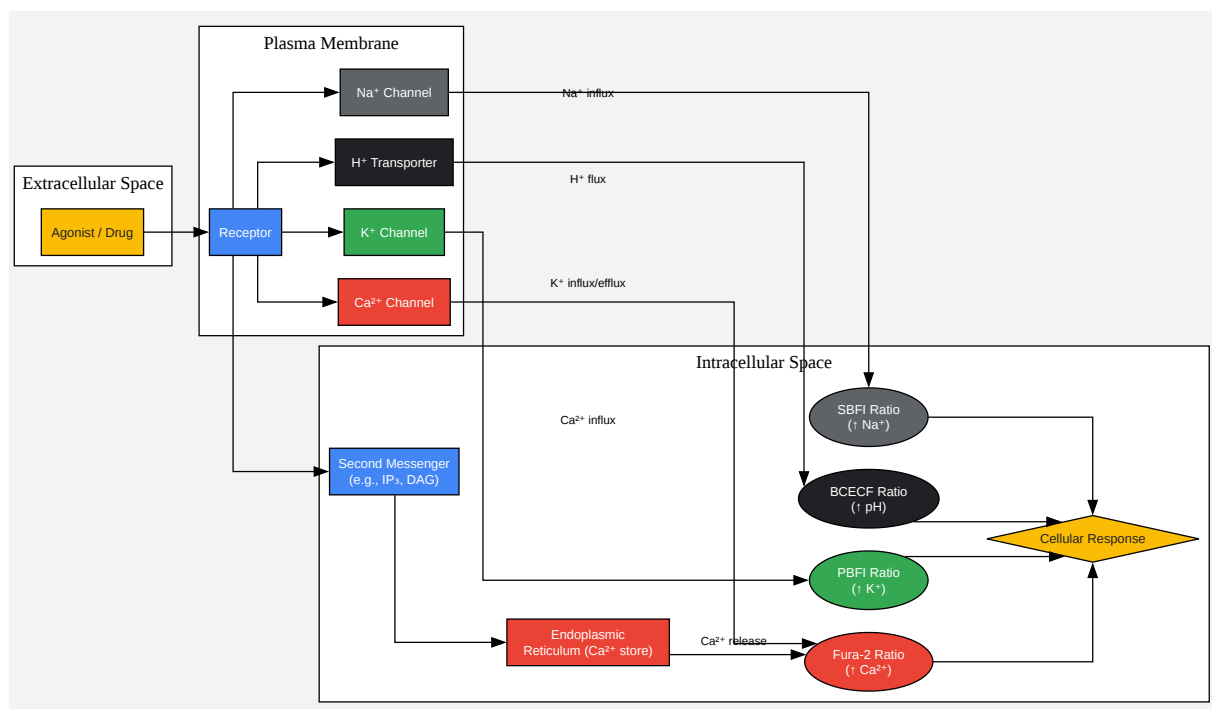 Plasma Membrane
Na⁺ Channel
Na⁺ influx
H⁺ Transporter
H⁺ flux
Extracellular Space
Agonist / Drug
Receptor
K⁺ Channel
K⁺ influx/efflux
Ca²⁺ Channel
Intracellular Space
SBFI Ratio
(↑ Na⁺)
Ca²⁺ influx
Second Messenger
(e.g., IP₃, DAG)
BCECF Ratio
(↑ pH)
Cellular Response
PBFI Ratio
(↑ K⁺)
Endoplasmic
Reticulum (Ca²⁺ store)
Ca²⁺ release
Fura-2 Ratio
(↑ Ca²⁺)